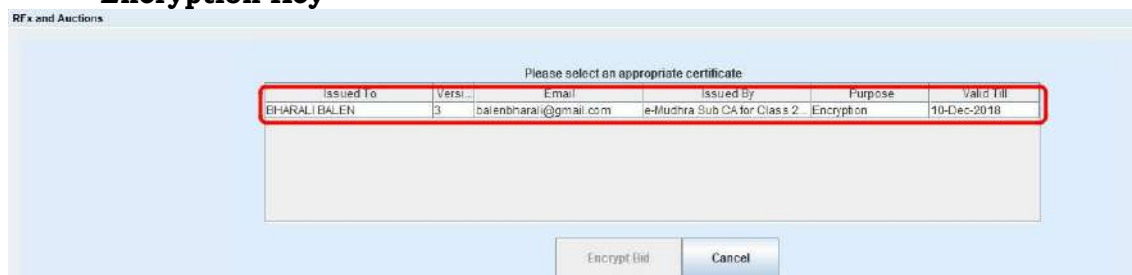 Encryption Key
RFx and Auctions
Please select an appropriate certificate
Issued To Versi... Email Issued By Purpose Valid Till
BHARALI BALEN 3 balenbharali@gmail.com e-Mudhra Sub CA for Class 2... Encryption 10-Dec-2018
Encrypt Bid Cancel